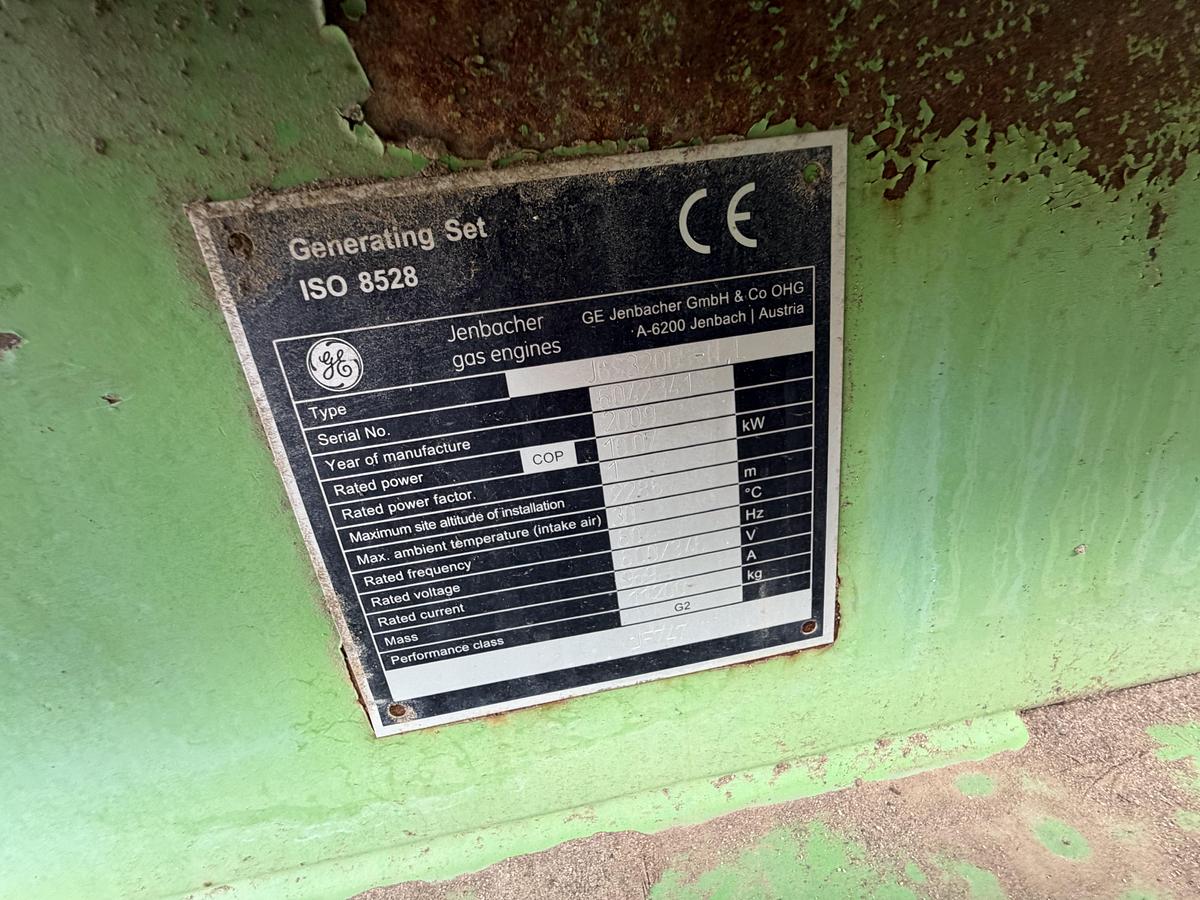 Generating Set
ISO 8528
CE
GE
Jenbacher
gas engines
GE Jenbacher GmbH & Co OHG
A-6200 Jenbach | Austria
Type
Serial No.
Year of manufacture 2009
Rated power COP kW
Rated power factor. 1
Maximum site altitude of installation m
Max. ambient temperature (intake air) °C
Rated frequency Hz
Rated voltage V
Rated current A
Mass kg
Performance class G2